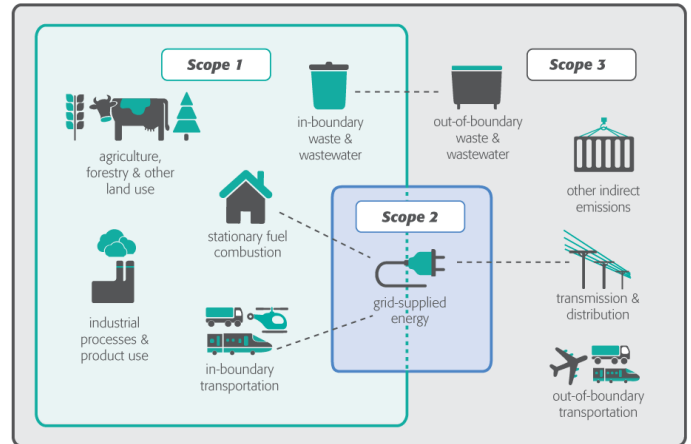 Scope 1
Scope 3
in-boundary
waste &
wastewater
out-of-boundary
waste &
wastewater
agriculture,
forestry & other
land use
other indirect
emissions
Scope 2
stationary fuel
combustion
grid-supplied
energy
transmission &
distribution
industrial
processes &
product use
in-boundary
transportation
out-of-boundary
transportation